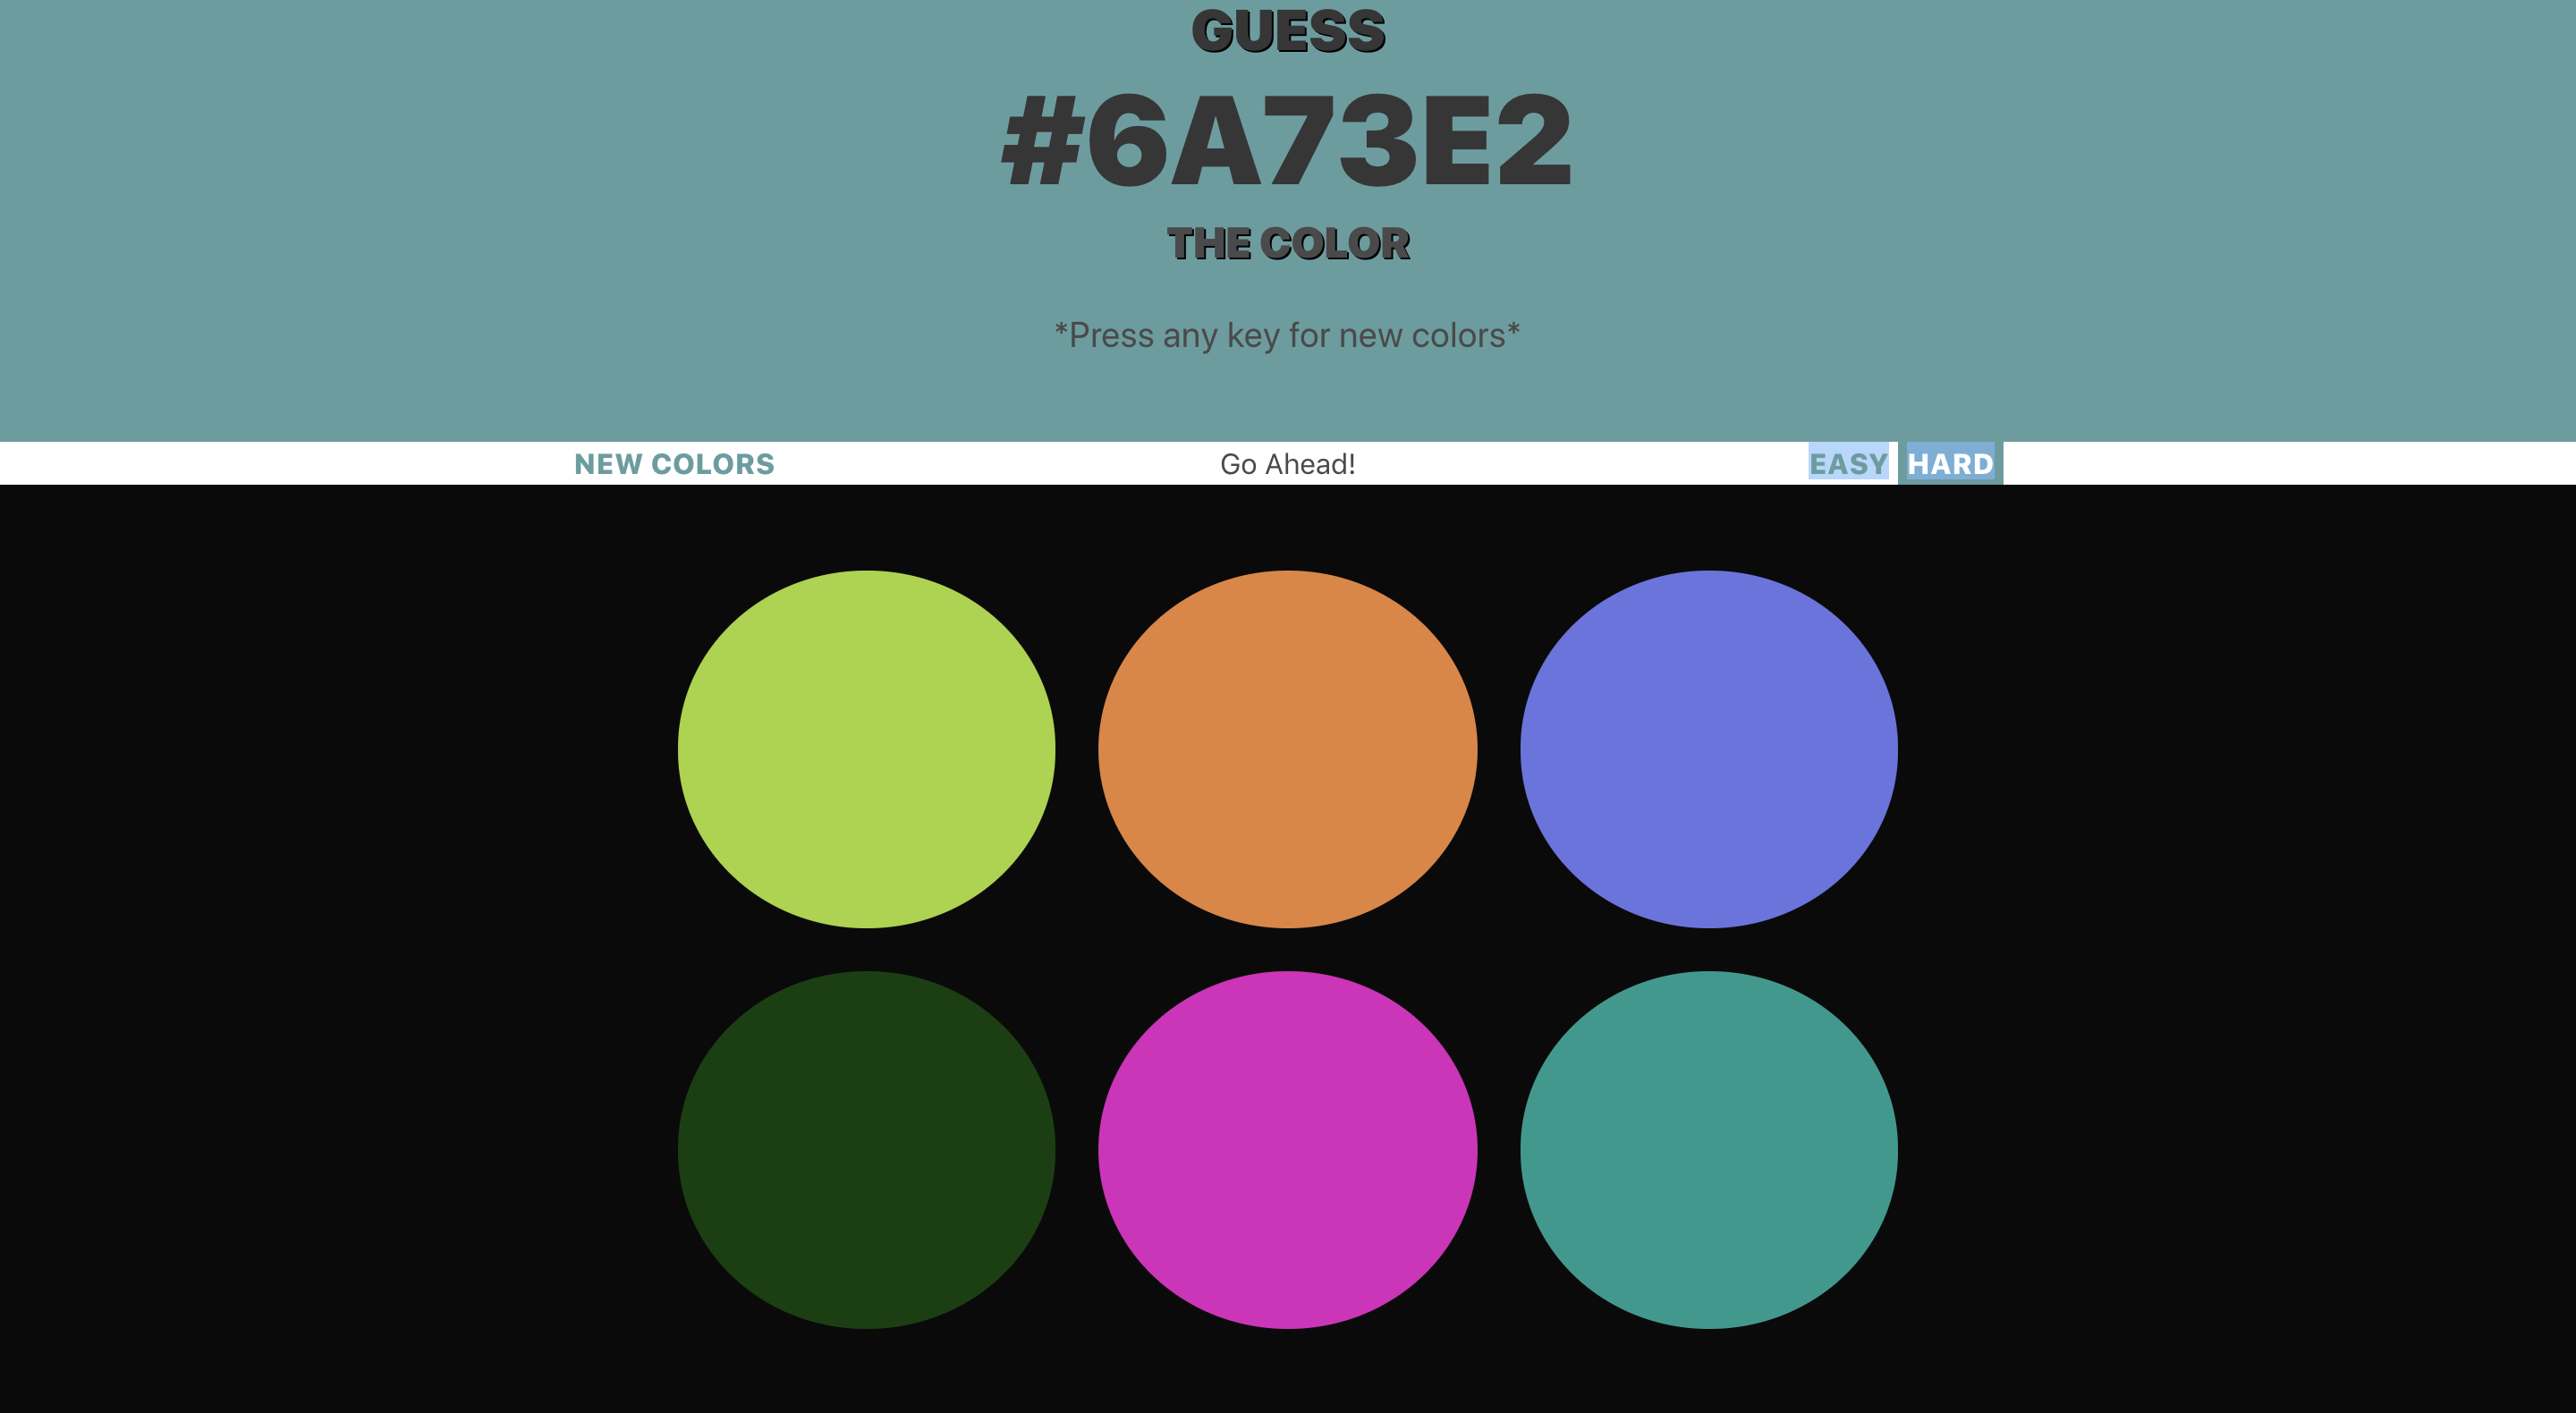 GUESS
#6A73E2
THE COLOR
*Press any key for new colors*
NEW COLORS Go Ahead! EASY HARD